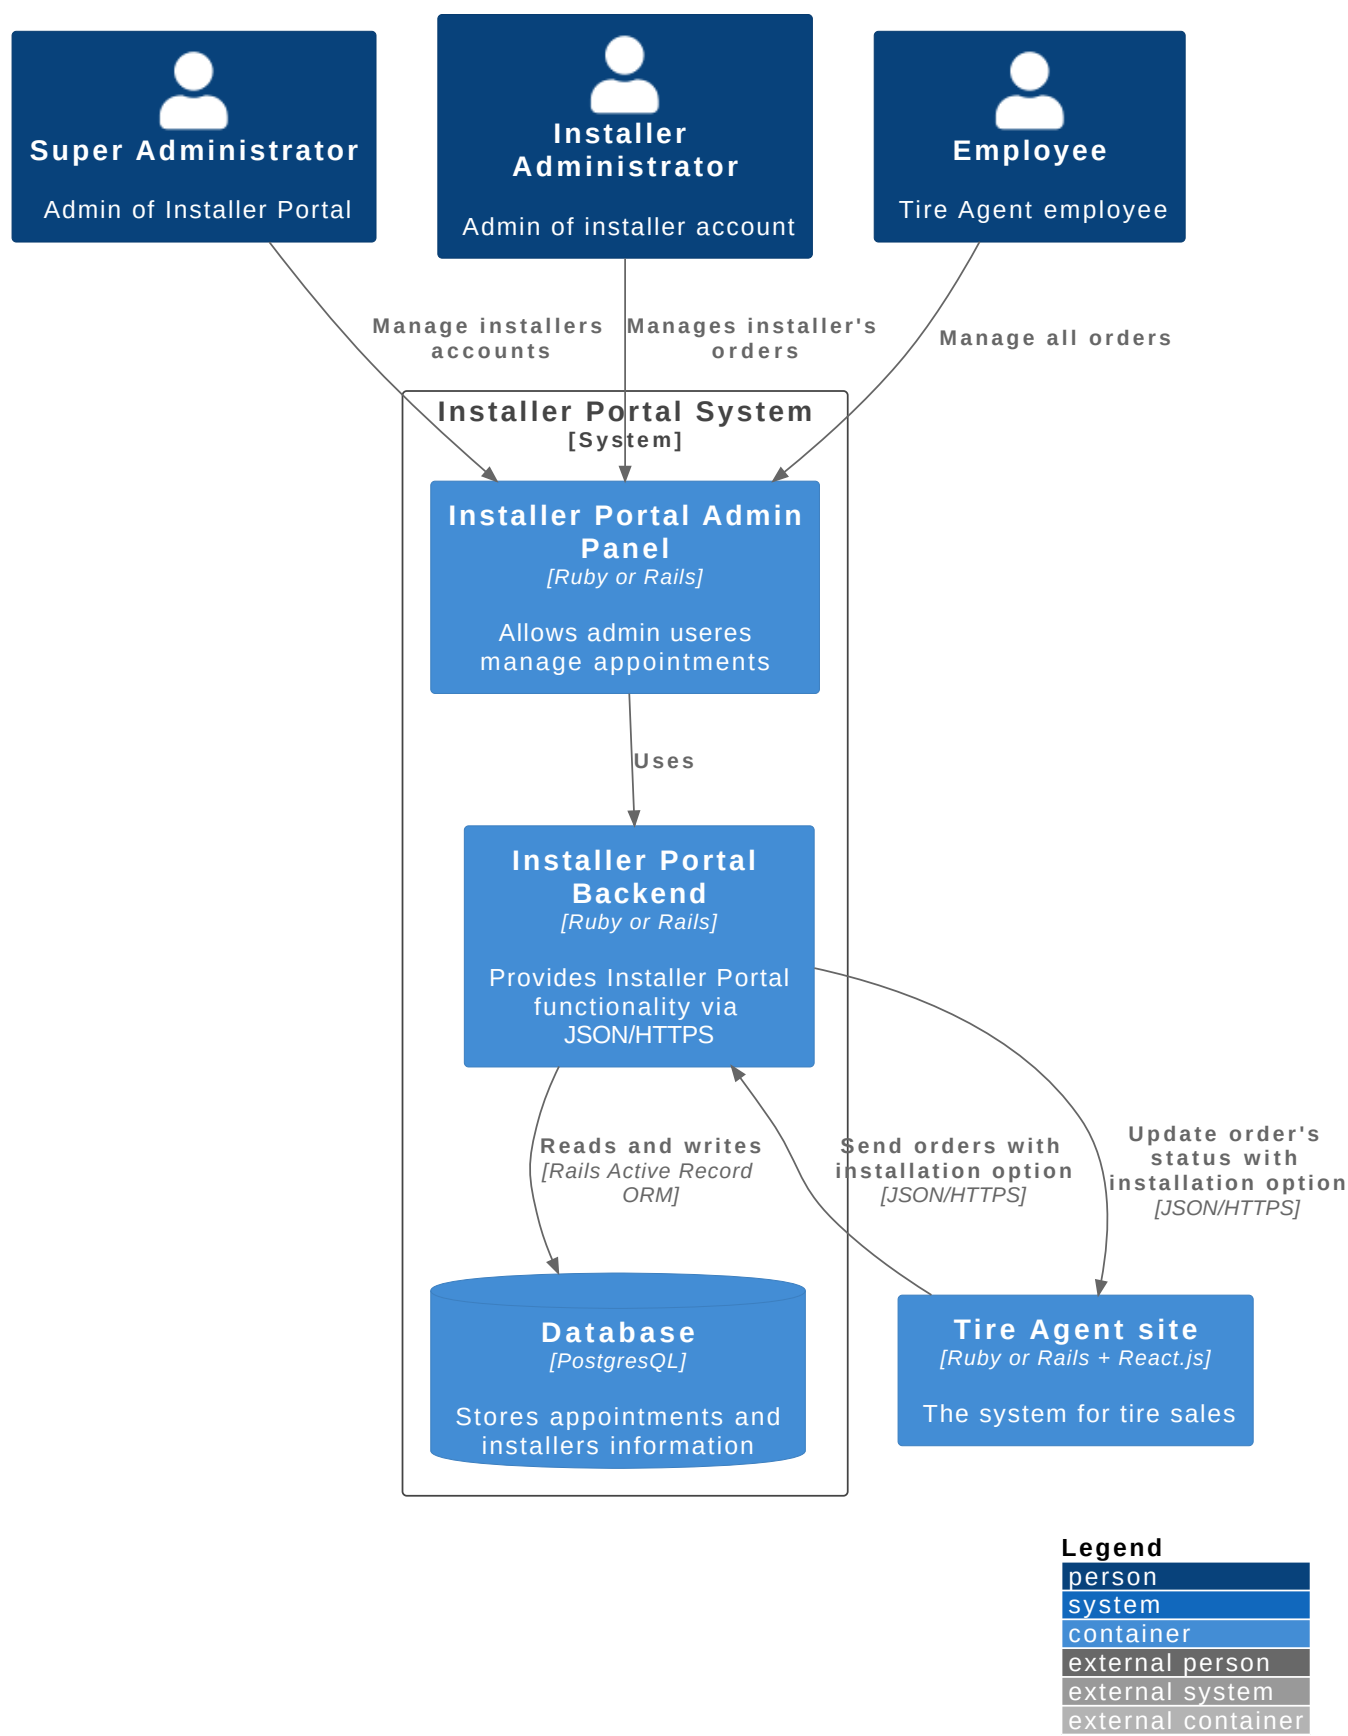 Super Administrator
Admin of Installer Portal
Installer
Administrator
Admin of installer account
Employee
Tire Agent employee
Manage installers
accounts
Manages installer's
orders
Manage all orders
Installer Portal System
[System]
Installer Portal Admin
Panel
[Ruby or Rails]
Allows admin useres
manage appointments
Uses
Installer Portal
Backend
[Ruby or Rails]
Provides Installer Portal
functionality via
JSON/HTTPS
Reads and writes
[Rails Active Record
ORM]
Send orders with
installation option
[JSON/HTTPS]
Update order's
status with
installation option
[JSON/HTTPS]
Database
[PostgresQL]
Stores appointments and
installers information
Tire Agent site
[Ruby or Rails + React.js]
The system for tire sales
Legend
person
system
container
external person
external system
external container